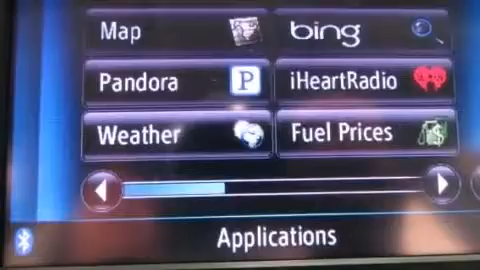 Map bing
Pandora P iHeartRadio
Weather Fuel Prices
Applications